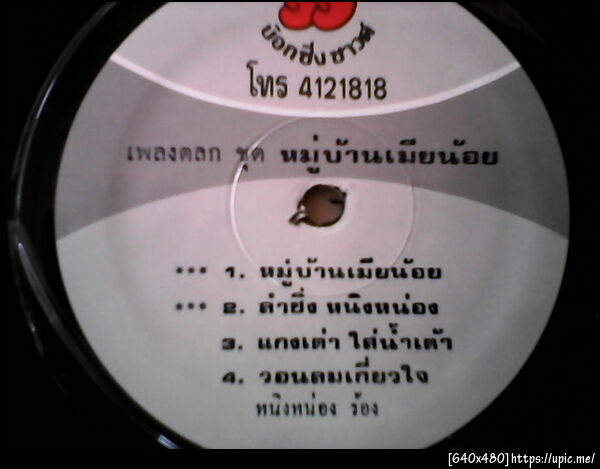 บ๊อกซิ่งซาวด์
โทร 4121818
เพลงตลก ชุด หมู่บ้านเมียน้อย
••• 1. หมู่บ้านเมียน้อย
••• 2. ลำซิ่ง หนิงหน่อง
3. แกงเต่า ใส่น้ำเต้า
4. วอนลมเกี่ยวใจ
หนิงหน่อง ร้อง
[640x480]https://upic.me/